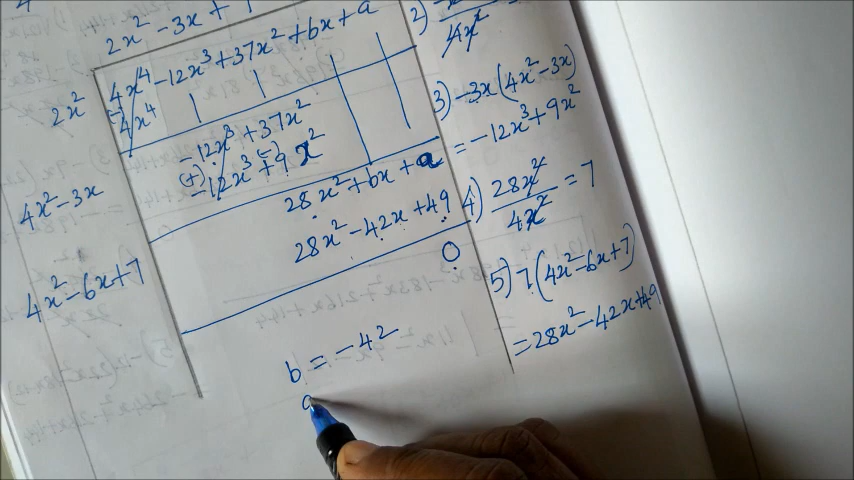 2x² - 3x +
4x⁴ - 12x³ + 37x² + bx + a
2x²
(-) 4x⁴
- 12x³ + 37x²
(+) (-)
- 12x³ + 9x²
4x² - 3x
28x² + bx + a
28x² - 42x + 49
0
4x² - 6x + 7
b = - 42
a
2)
4x²
3) -3x(4x² - 3x)
= -12x³ + 9x²
4) 28x²/4x² = 7
5) 7(4x² - 6x + 7)
= 28x² - 42x + 49